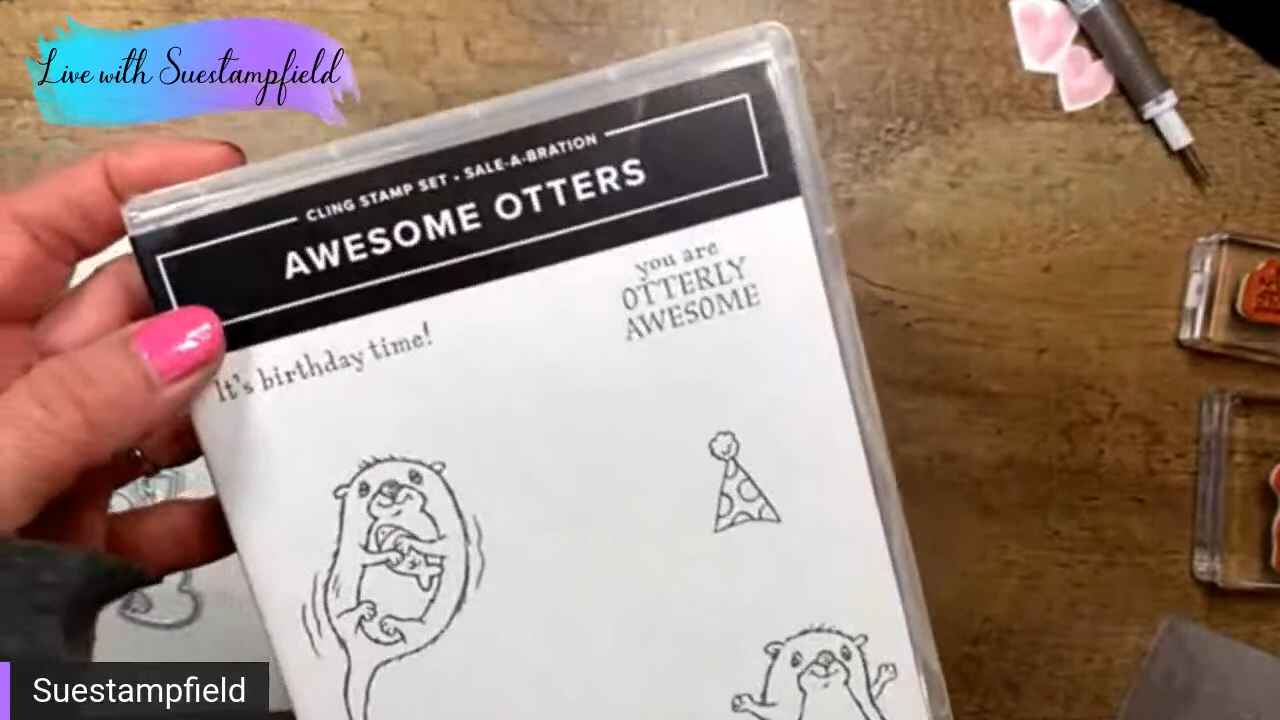 Live with Suestampfield
CLING STAMP SET • SALE-A-BRATION
AWESOME OTTERS
you are
OTTERLY
AWESOME
It's birthday time!
Suestampfield